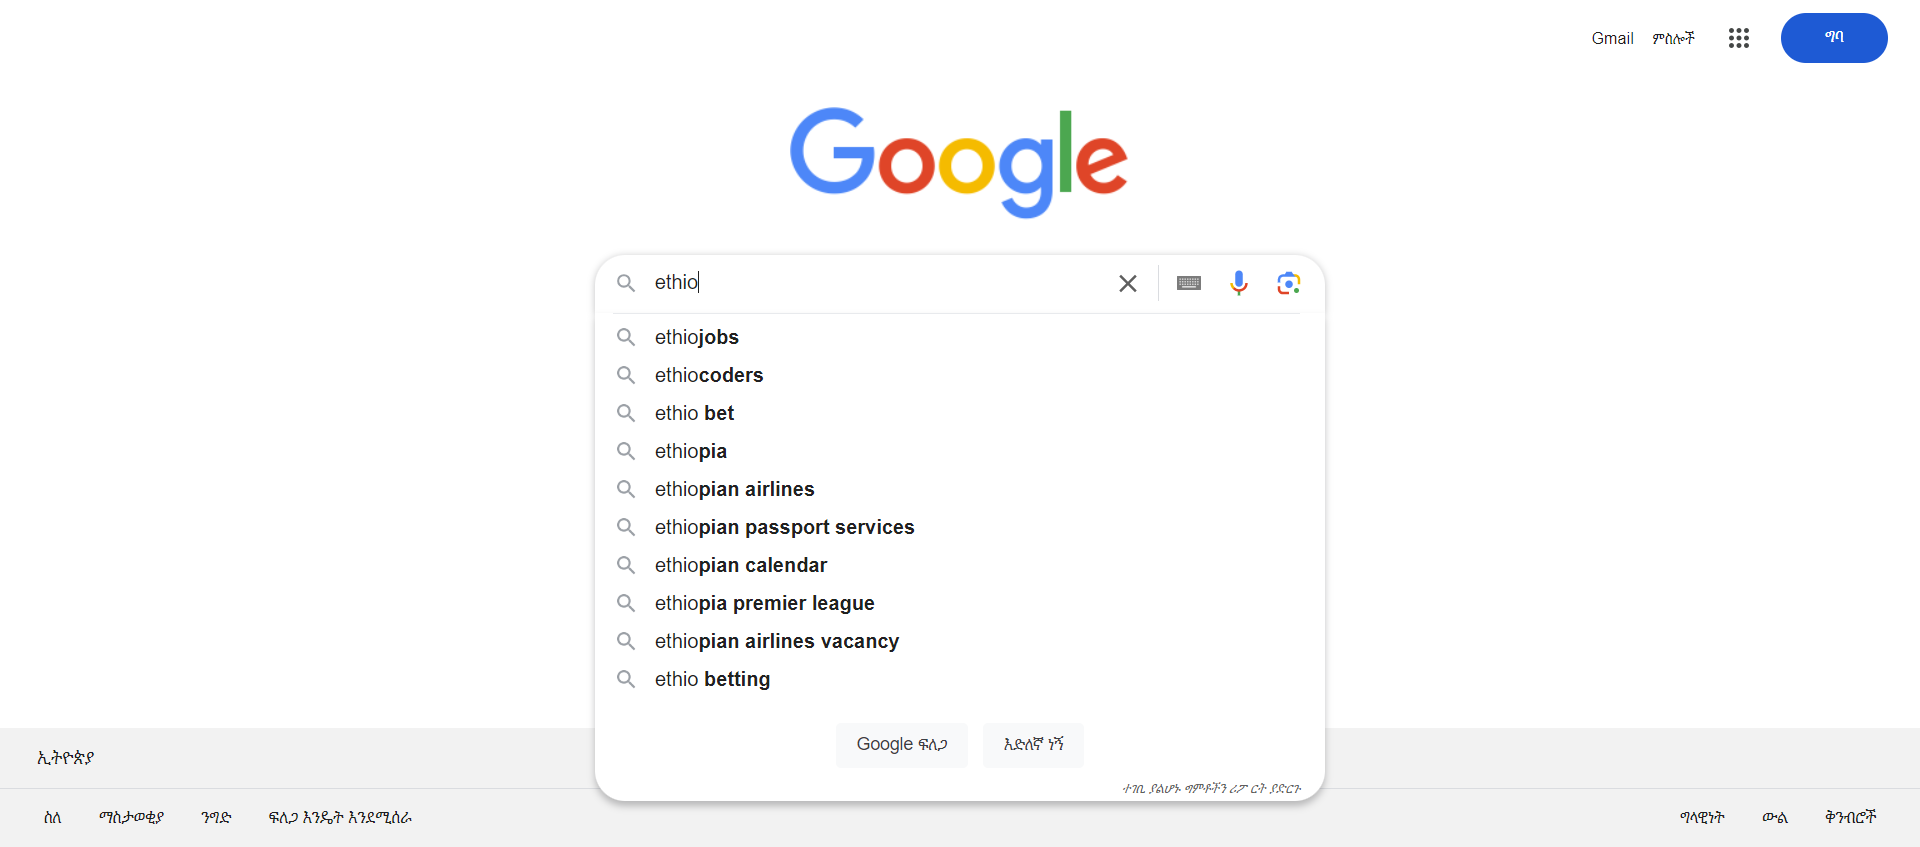 Gmail ምስሎች ግባ
Google
ethio
ethiojobs
ethiocoders
ethio bet
ethiopia
ethiopian airlines
ethiopian passport services
ethiopian calendar
ethiopia premier league
ethiopian airlines vacancy
ethio betting
Google ፍለጋ እድለኛ ነኝ
ተገቢ ያልሆኑ ግምቶችን ሪፖርት ያድርጉ
ኢትዮጵያ
ስለ ማስታወቂያ ንግድ ፍለጋ እንዴት እንደሚሰራ ግላዊነት ውል ቅንብሮች